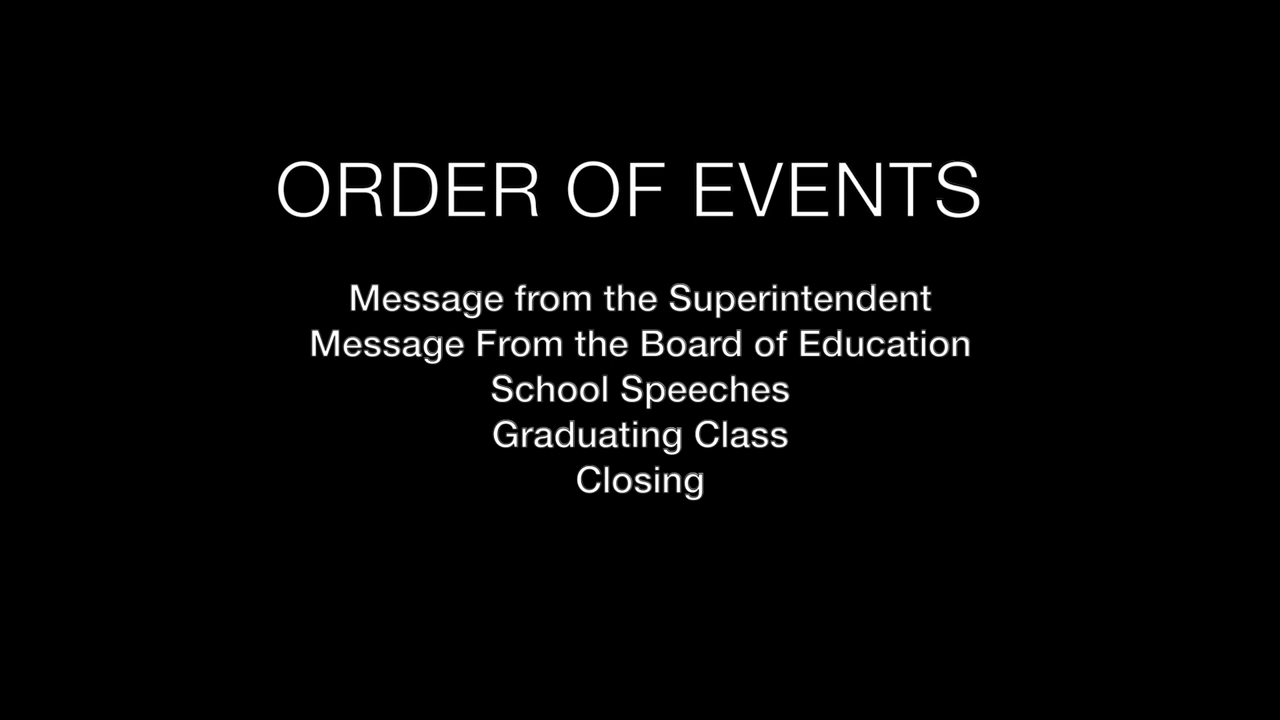 ORDER OF EVENTS
Message from the Superintendent
Message From the Board of Education
School Speeches
Graduating Class
Closing